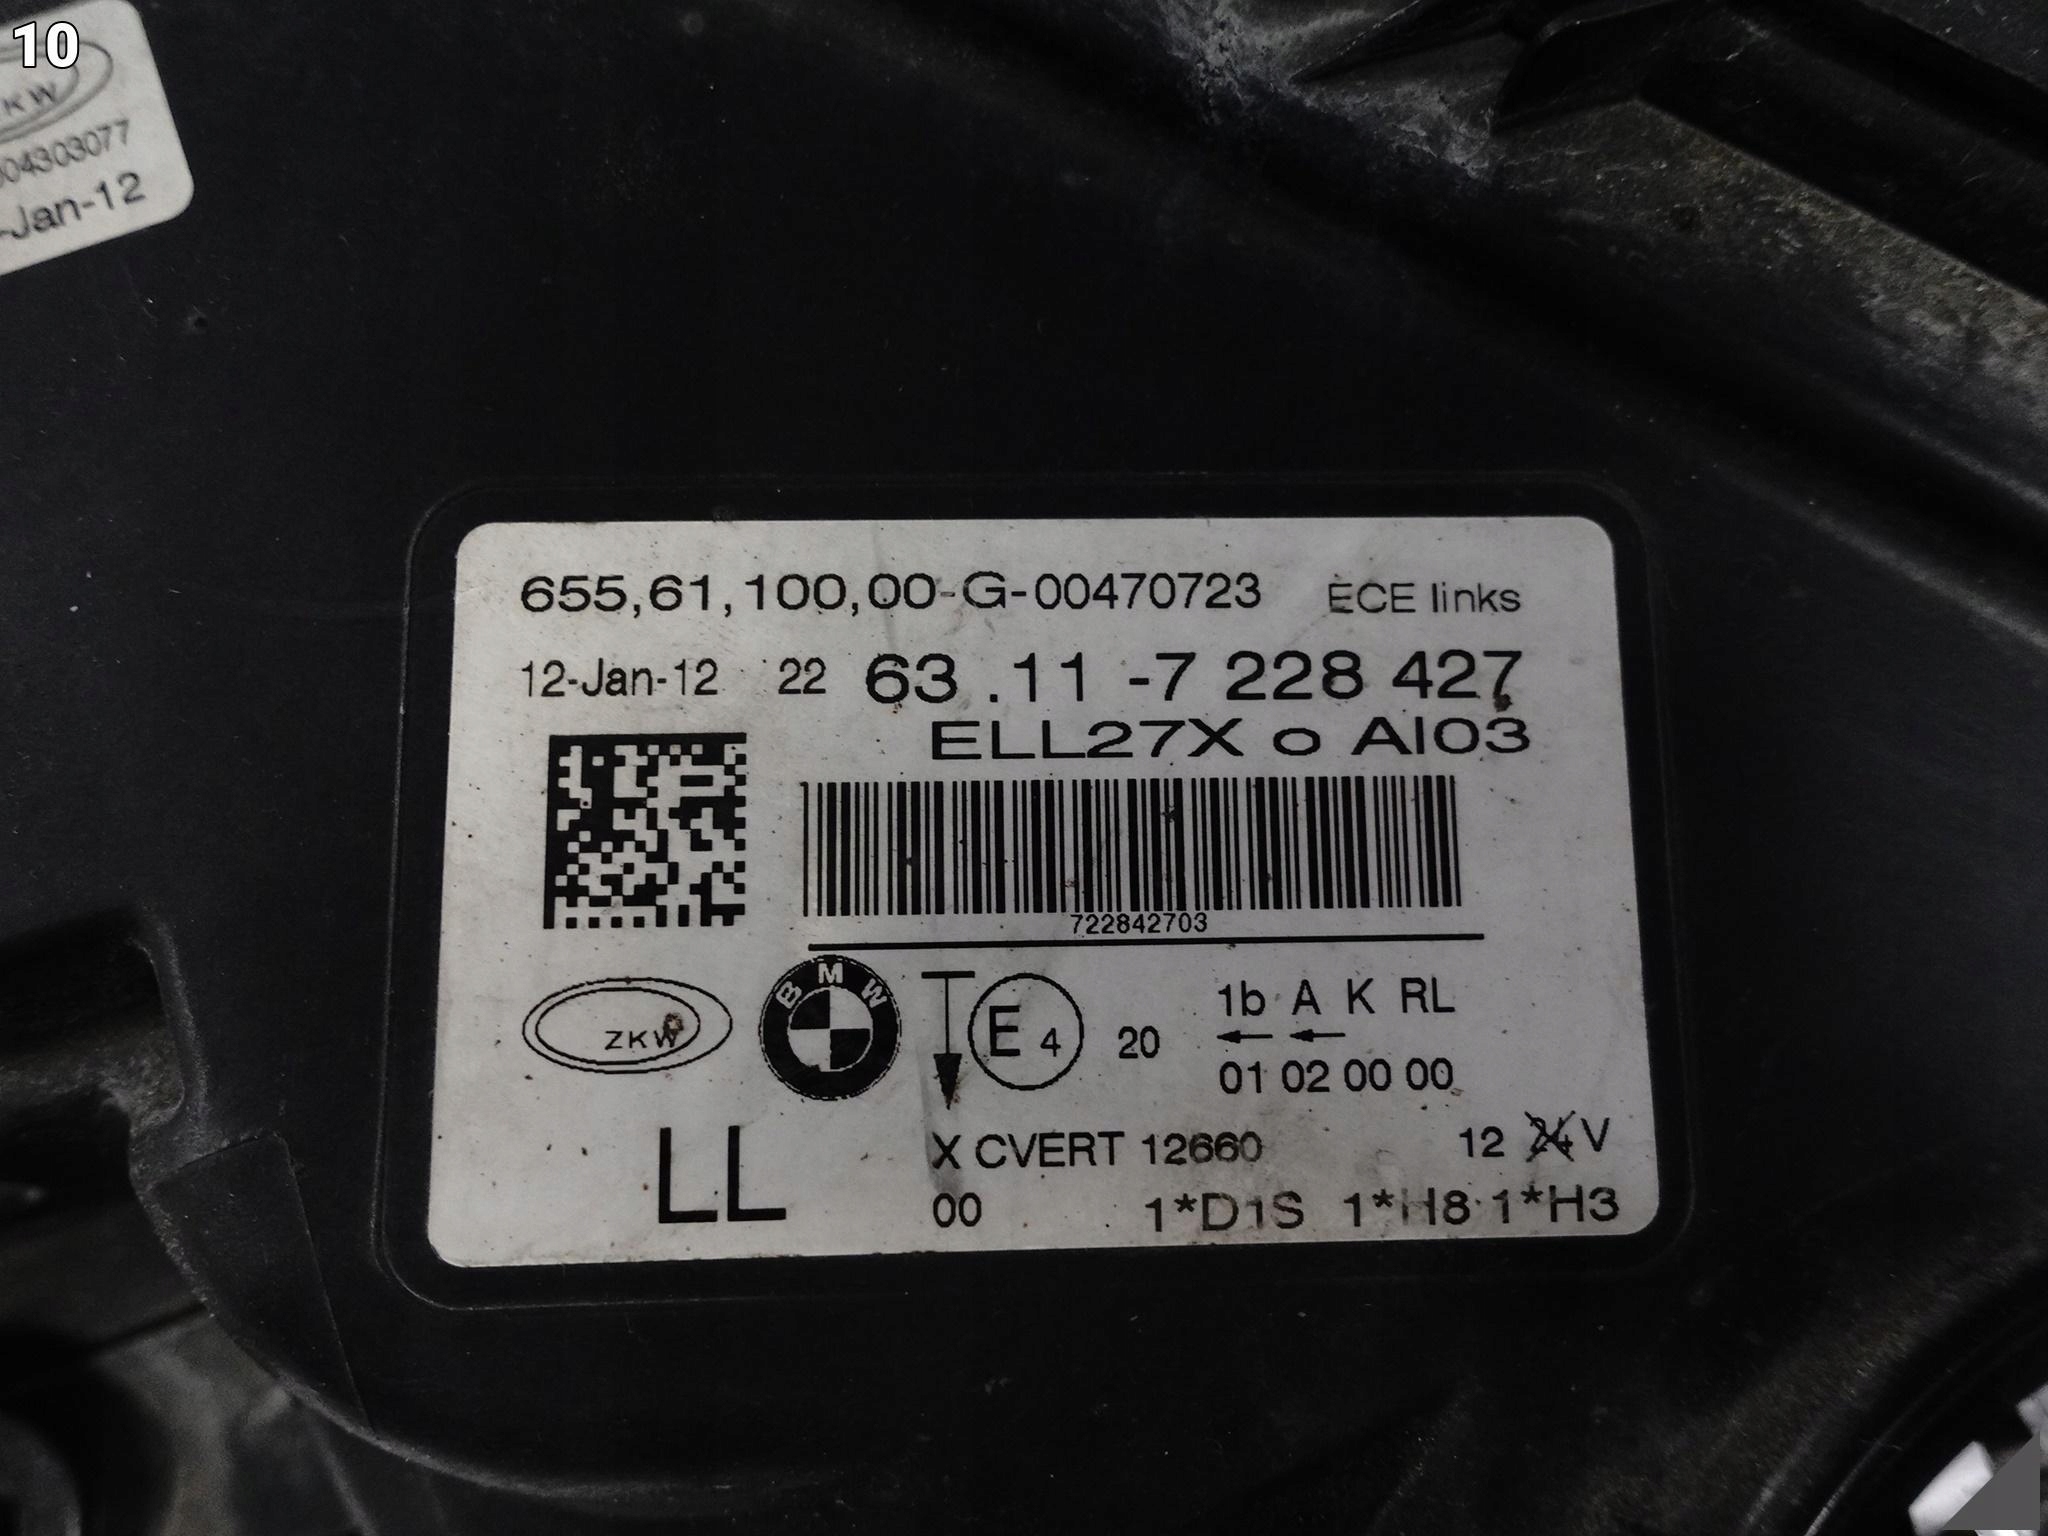 10
KW
04303077
-Jan-12
655,61,100,00-G-00470723 ECE links
12-Jan-12 22 63.11-7 228 427
ELL27X o AI03
722842703
ZKW
BMW
E 4 20
1b A K RL
01 02 00 00
LL
X CVERT 12660 12 24 V
00 1*D1S 1*H8 1*H3